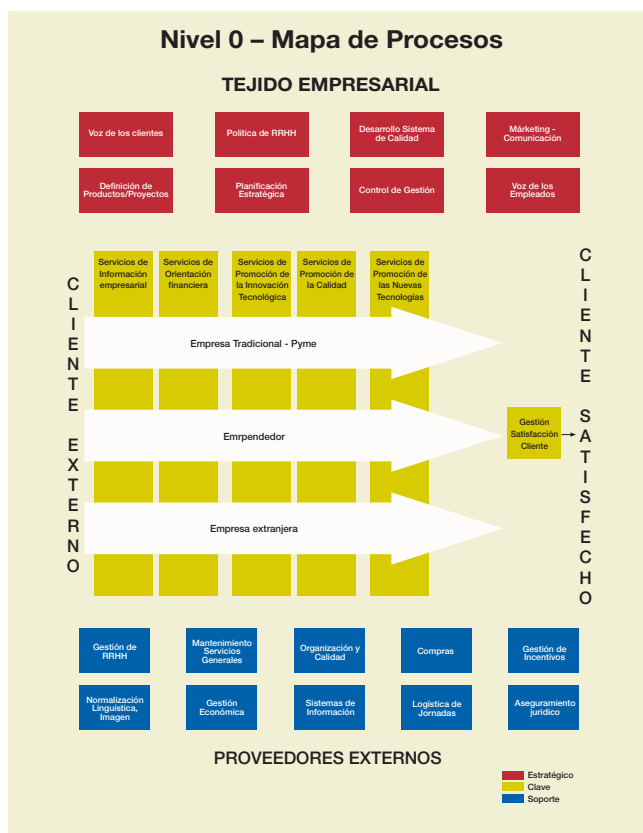 Nivel 0 – Mapa de Procesos
TEJIDO EMPRESARIAL
Voz de los clientes
Política de RRHH
Desarrollo Sistema
de Calidad
Márketing -
Comunicación
Definición de
Productos/Proyectos
Planificación
Estratégica
Control de Gestión
Voz de los
Empleados
CLIENTE EXTERNO
Servicios de
Información
empresarial
Servicios de
Orientación
financiera
Servicios de
Promoción de
la Innovación
Tecnológica
Servicios de
Promoción de
la Calidad
Servicios de
Promoción de
las Nuevas
Tecnologías
Empresa Tradicional - Pyme
Emrpendedor
Empresa extranjera
Gestión
Satisfacción
Cliente
CLIENTE SATISFECHO
Gestión de
RRHH
Mantenimiento
Servicios
Generales
Organización y
Calidad
Compras
Gestión de
Incentivos
Normalización
Linguística,
Imagen
Gestión
Económica
Sistemas de
Información
Logística de
Jornadas
Aseguramiento
juridico
PROVEEDORES EXTERNOS
Estratégico
Clave
Soporte